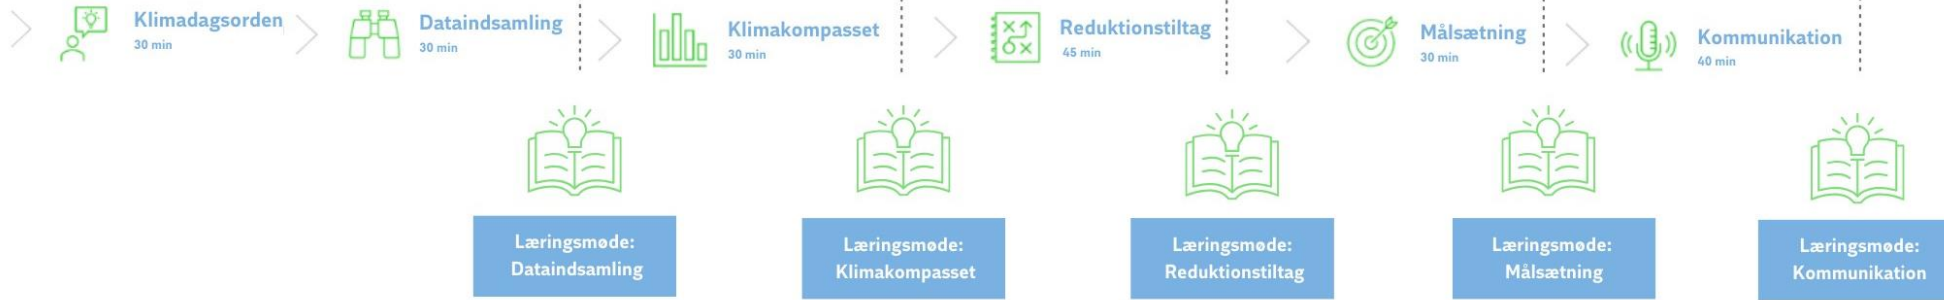 Klimadagsorden
30 min
Dataindsamling
30 min
Klimakompasset
30 min
Reduktionstiltag
45 min
Målsætning
30 min
Kommunikation
40 min
Læringsmøde:
Dataindsamling
Læringsmøde:
Klimakompasset
Læringsmøde:
Reduktionstiltag
Læringsmøde:
Målsætning
Læringsmøde:
Kommunikation